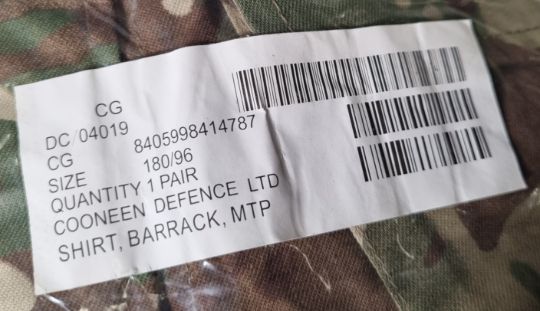 CG
DC/04019
CG 8405998414787
SIZE 180/96
QUANTITY 1 PAIR
COONEEN DEFENCE LTD
SHIRT, BARRACK, MTP